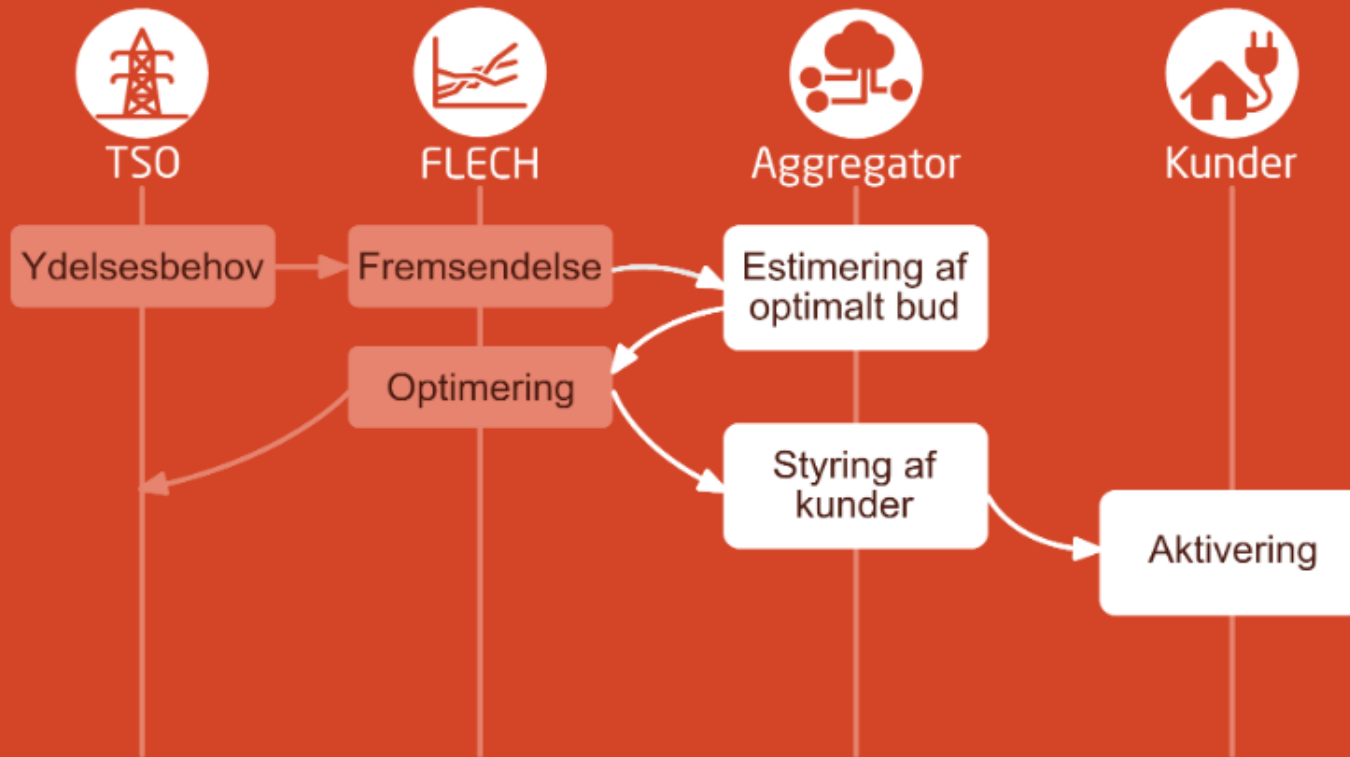 TSO
FLECH
Aggregator
Kunder
Ydelsesbehov
Fremsendelse
Estimering af
optimalt bud
Optimering
Styring af
kunder
Aktivering